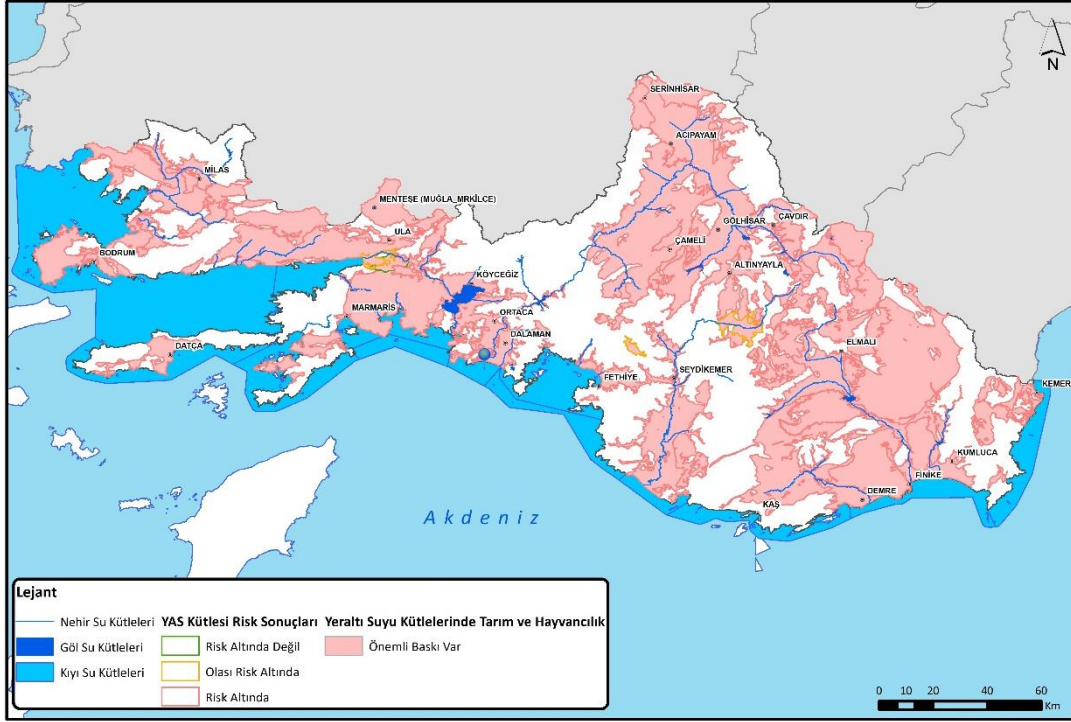 N
SERİNHİSAR
ACIPAYAM
MİLAS
MENTEŞE (MUĞLA_MRKİLCE)
ULA
GÖLHİSAR
ÇAVDIR
ÇAMELİ
BODRUM
ALTINYAYLA
KÖYCEĞİZ
MARMARİS
ORTACA
DALAMAN
DATÇA
ELMALI
FETHİYE
SEYDİKEMER
KEMER
KUMLUCA
FİNİKE
DEMRE
KAŞ
Akdeniz
Lejant
Nehir Su Kütleleri
Göl Su Kütleleri
Kıyı Su Kütleleri
YAS Kütlesi Risk Sonuçları
Risk Altında Değil
Olası Risk Altında
Risk Altında
Yeraltı Suyu Kütlelerinde Tarım ve Hayvancılık
Önemli Baskı Var
0 10 20 40 60
Km